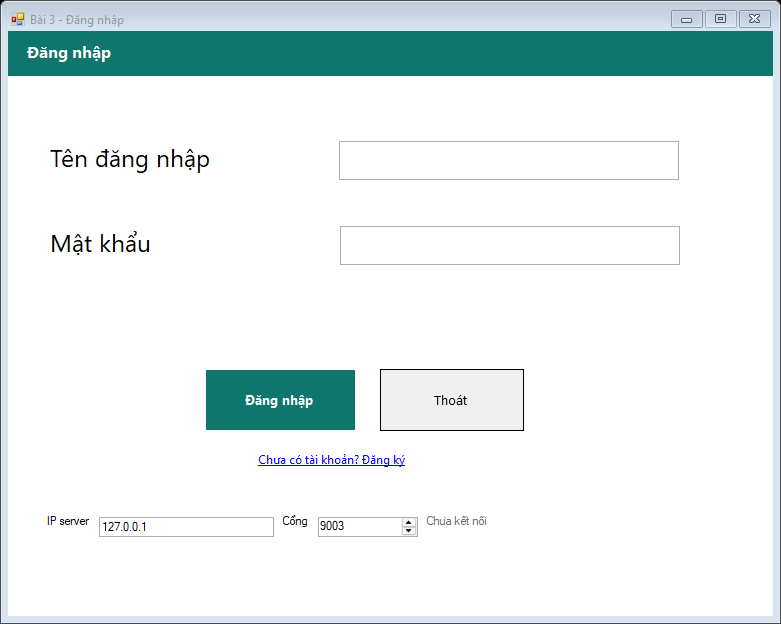 Bài 3 - Đăng nhập
Đăng nhập
Tên đăng nhập
Mật khẩu
Đăng nhập
Thoát
Chưa có tài khoản? Đăng ký
IP server 127.0.0.1 Cổng 9003 Chưa kết nối